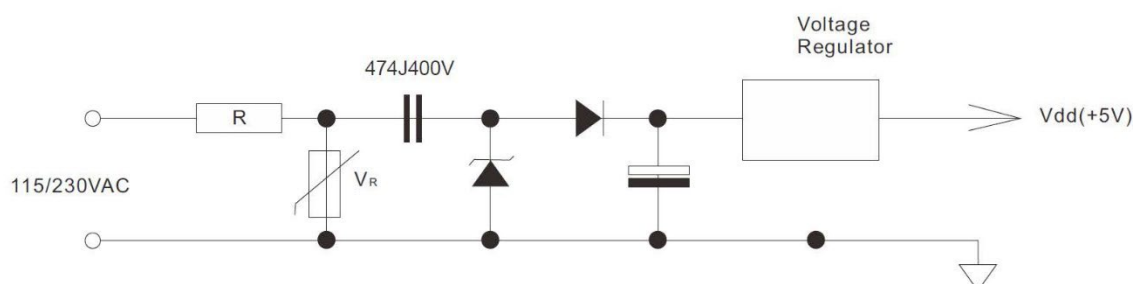 Voltage
Regulator
474J400V
R
Vdd(+5V)
VR
115/230VAC